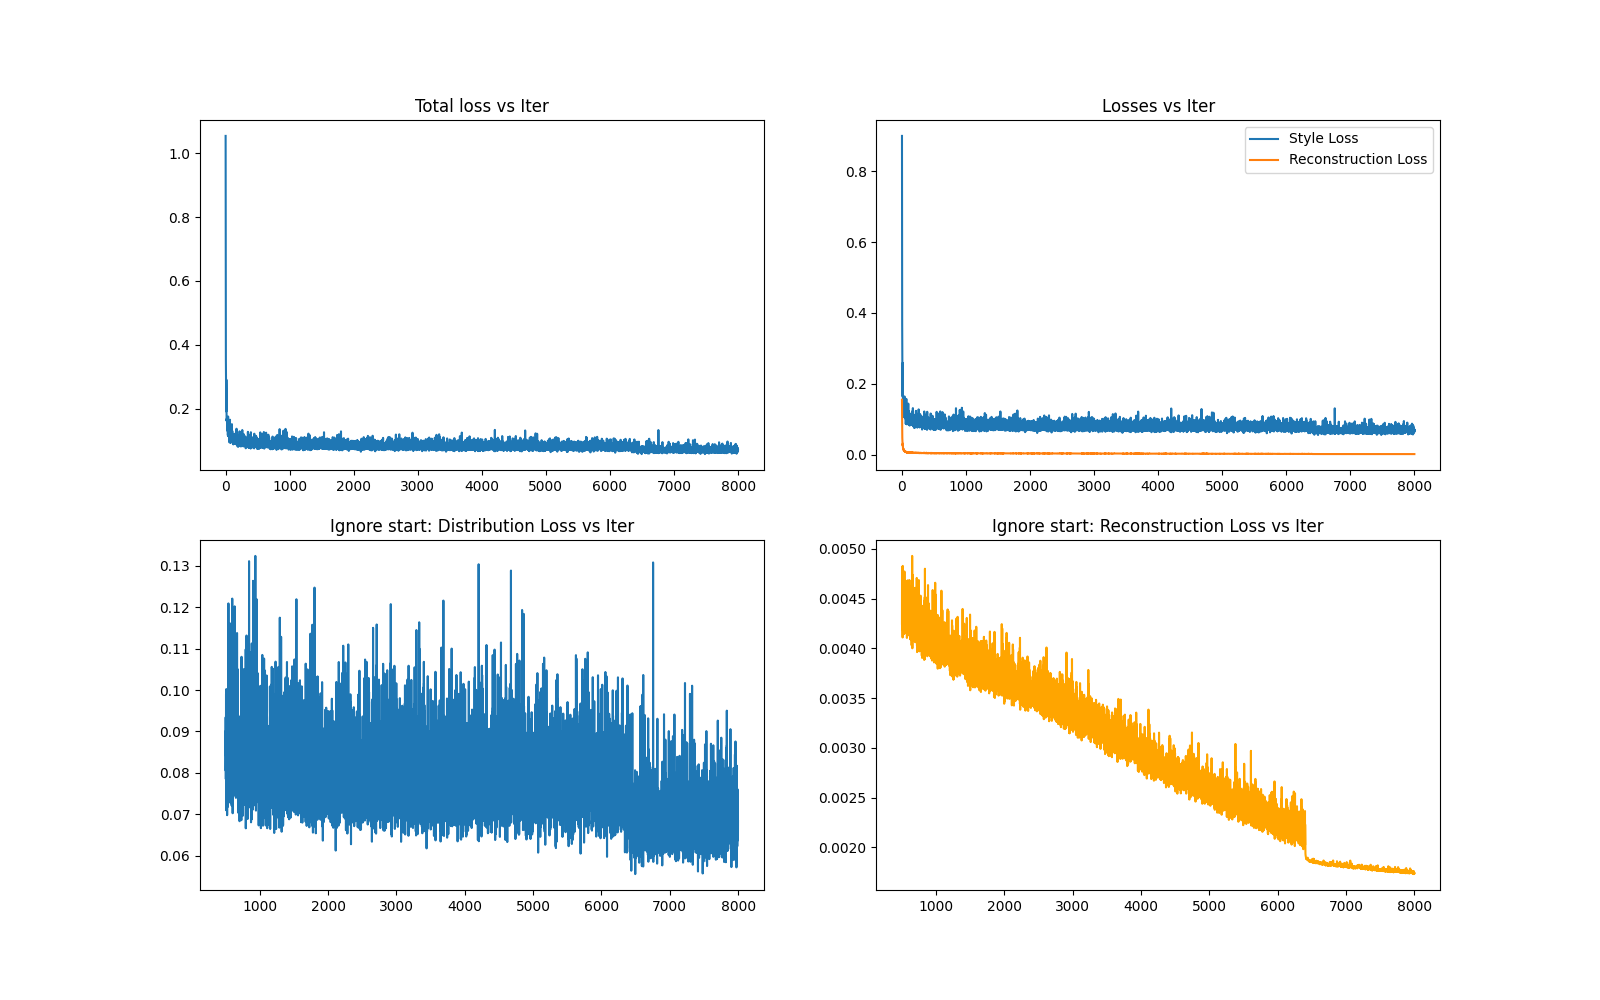 Total loss vs Iter
1.0
0.8
0.6
0.4
0.2
0 1000 2000 3000 4000 5000 6000 7000 8000
Losses vs Iter
Style Loss
Reconstruction Loss
0.8
0.6
0.4
0.2
0.0
0 1000 2000 3000 4000 5000 6000 7000 8000
Ignore start: Distribution Loss vs Iter
0.13
0.12
0.11
0.10
0.09
0.08
0.07
0.06
1000 2000 3000 4000 5000 6000 7000 8000
Ignore start: Reconstruction Loss vs Iter
0.0050
0.0045
0.0040
0.0035
0.0030
0.0025
0.0020
1000 2000 3000 4000 5000 6000 7000 8000